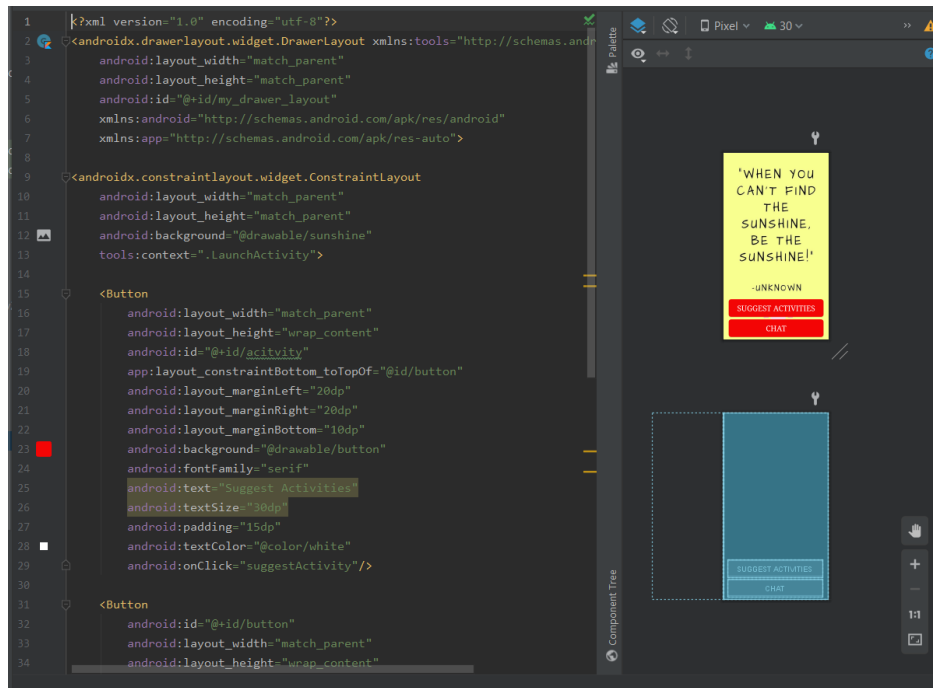 1 <?xml version="1.0" encoding="utf-8"?>
2 <androidx.drawerlayout.widget.DrawerLayout xmlns:tools="http://schemas.andr
3 android:layout_width="match_parent"
4 android:layout_height="match_parent"
5 android:id="@+id/my_drawer_layout"
6 xmlns:android="http://schemas.android.com/apk/res/android"
7 xmlns:app="http://schemas.android.com/apk/res-auto">
8
9 <androidx.constraintlayout.widget.ConstraintLayout
10 android:layout_width="match_parent"
11 android:layout_height="match_parent"
12 android:background="@drawable/sunshine"
13 tools:context=".LaunchActivity">
14
15 <Button
16 android:layout_width="match_parent"
17 android:layout_height="wrap_content"
18 android:id="@+id/acitvity"
19 app:layout_constraintBottom_toTopOf="@id/button"
20 android:layout_marginLeft="20dp"
21 android:layout_marginRight="20dp"
22 android:layout_marginBottom="10dp"
23 android:background="@drawable/button"
24 android:fontFamily="serif"
25 android:text="Suggest Activities"
26 android:textSize="30dp"
27 android:padding="15dp"
28 android:textColor="@color/white"
29 android:onClick="suggestActivity"/>
30
31 <Button
32 android:id="@+id/button"
33 android:layout_width="match_parent"
34 android:layout_height="wrap_content"
Palette
Component Tree
Pixel
30
"WHEN YOU
CAN'T FIND
THE
SUNSHINE,
BE THE
SUNSHINE!"
-UNKNOWN
SUGGEST ACTIVITIES
CHAT
SUGGEST ACTIVITIES
CHAT
1:1